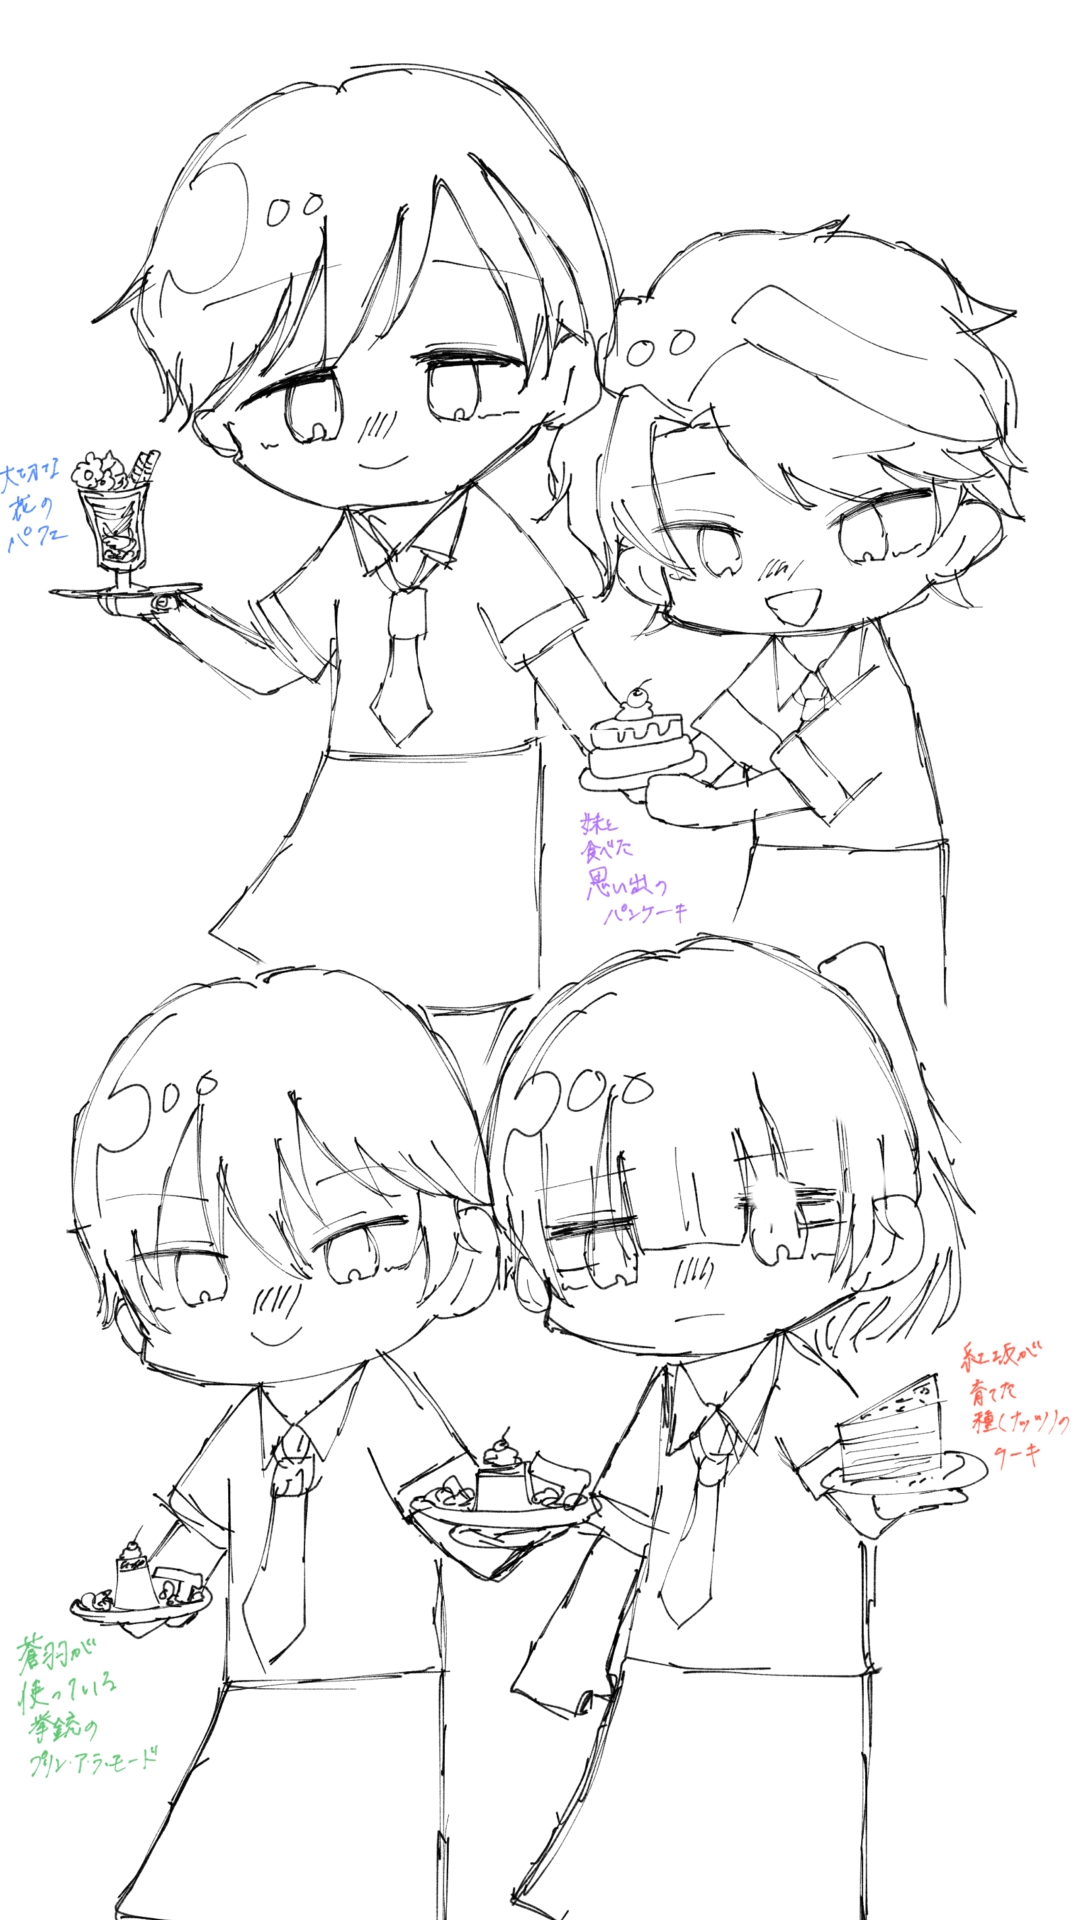 大切な
花の
パフェ
妹と
食べた
思い出の
パンケーキ
紅坂が
育てた
種(ナッツ)の
ケーキ
蒼羽が
使っている
拳銃の
プリン・ア・ラ・モード